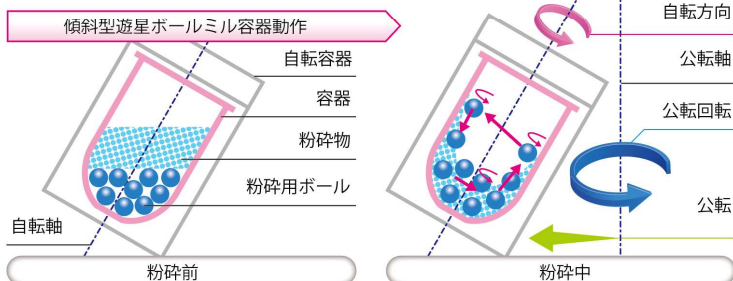 傾斜型遊星ボールミル容器動作
自転容器
容器
粉砕物
粉砕用ボール
自転軸
粉砕前
自転方向
公転軸
公転回転
公転
粉砕中